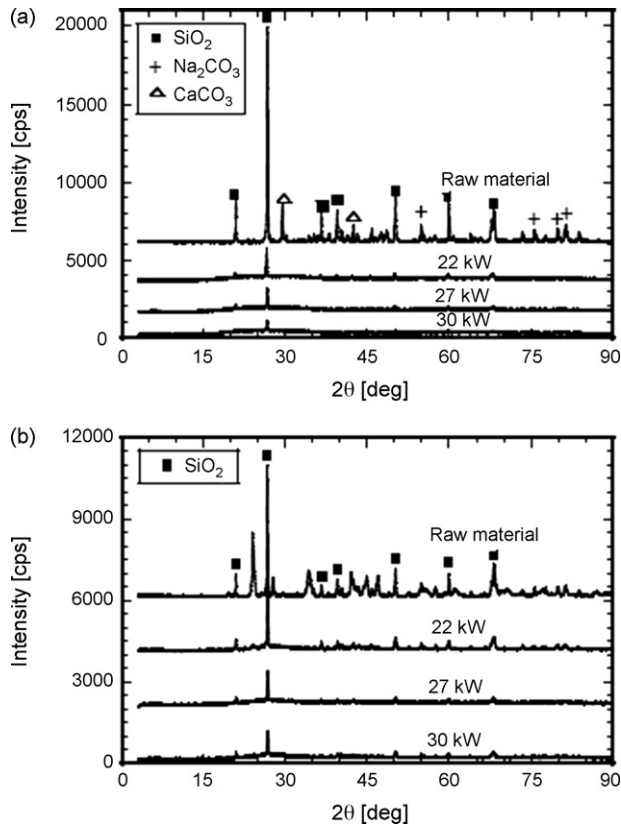 (a)
20000
15000
10000
5000
0
Intensity [cps]
SiO₂
Na₂CO₃
CaCO₃
Raw material
22 kW
27 kW
30 kW
0 15 30 45 60 75 90
2θ [deg]
(b)
12000
9000
6000
3000
0
Intensity [cps]
SiO₂
Raw material
22 kW
27 kW
30 kW
0 15 30 45 60 75 90
2θ [deg]